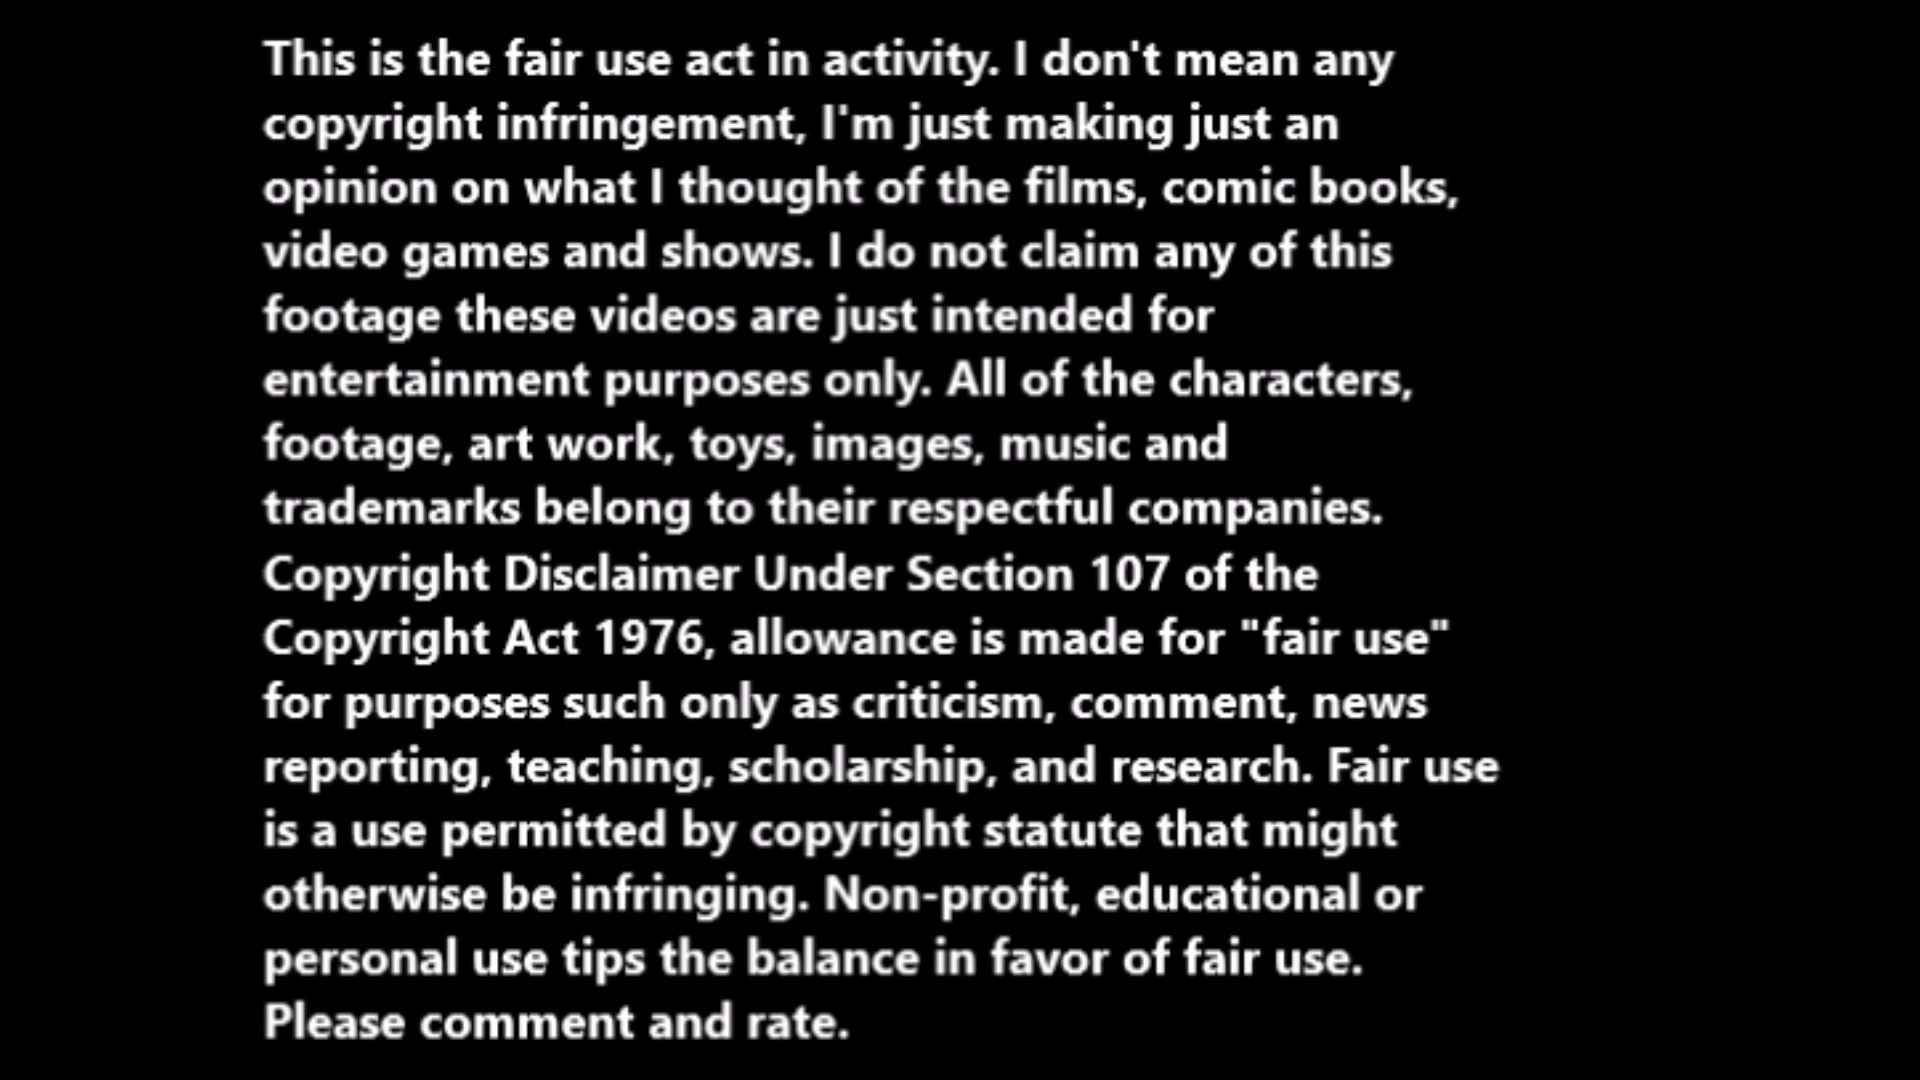 This is the fair use act in activity. I don't mean any
copyright infringement, I'm just making just an
opinion on what I thought of the films, comic books,
video games and shows. I do not claim any of this
footage these videos are just intended for
entertainment purposes only. All of the characters,
footage, art work, toys, images, music and
trademarks belong to their respectful companies.
Copyright Disclaimer Under Section 107 of the
Copyright Act 1976, allowance is made for "fair use"
for purposes such only as criticism, comment, news
reporting, teaching, scholarship, and research. Fair use
is a use permitted by copyright statute that might
otherwise be infringing. Non-profit, educational or
personal use tips the balance in favor of fair use.
Please comment and rate.